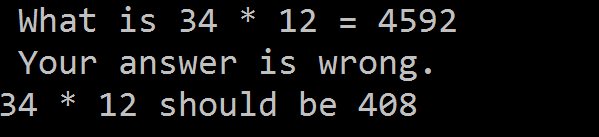 What is 34 * 12 = 4592
Your answer is wrong.
34 * 12 should be 408